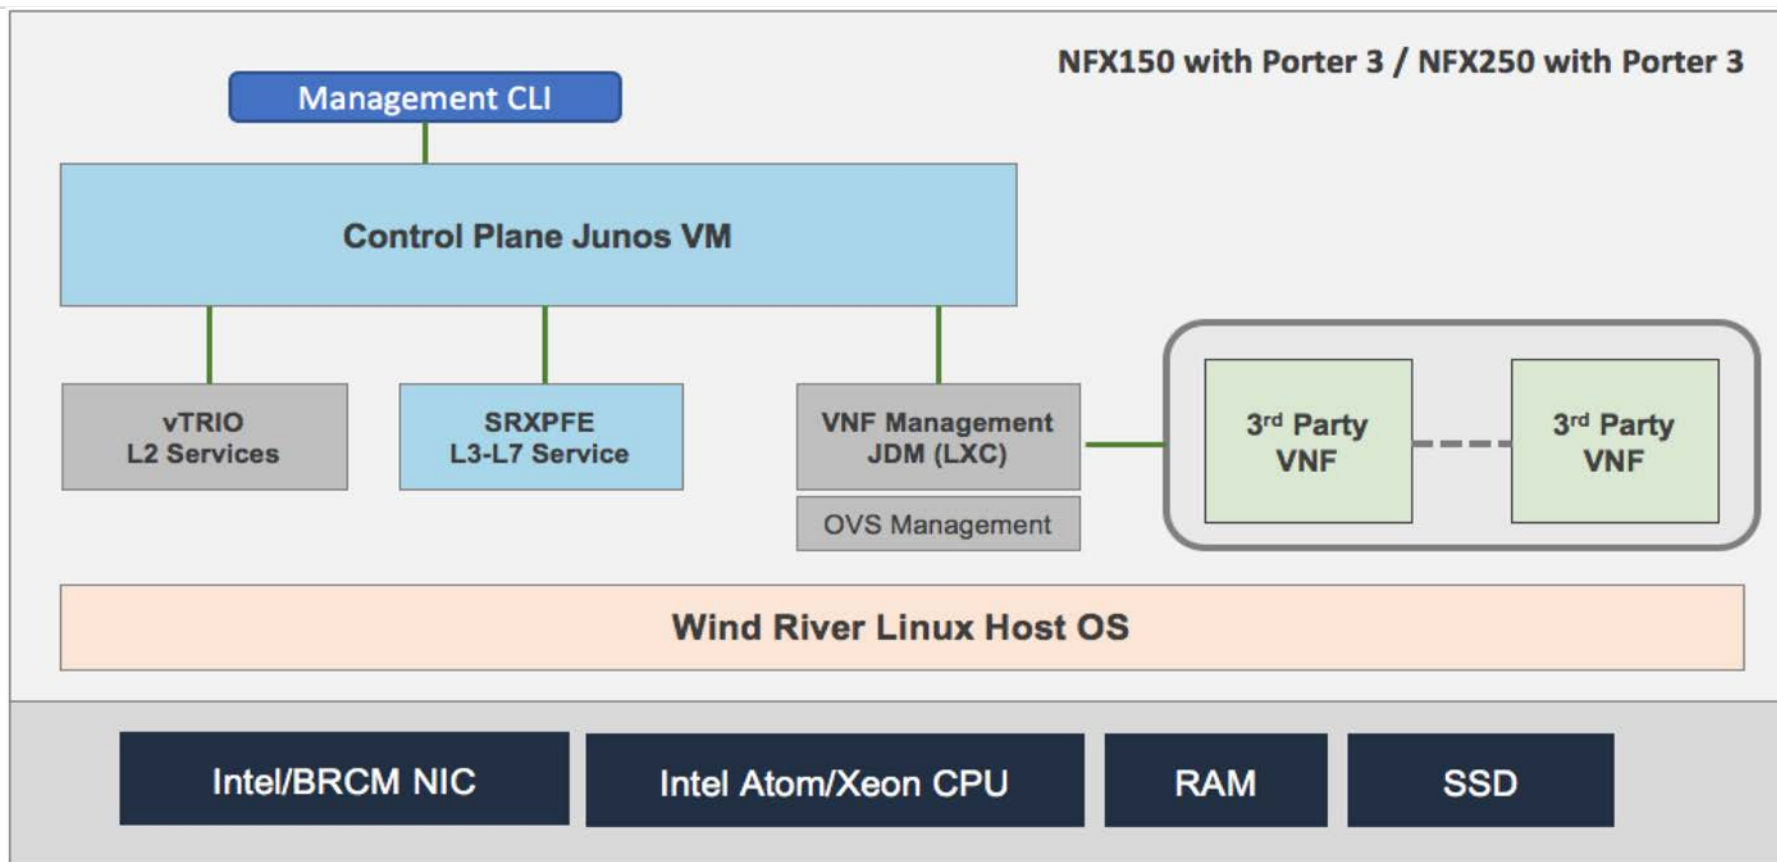 NFX150 with Porter 3 / NFX250 with Porter 3
Management CLI
Control Plane Junos VM
vTRIO
L2 Services
SRXPFE
L3-L7 Service
VNF Management
JDM (LXC)
OVS Management
3rd Party
VNF
3rd Party
VNF
Wind River Linux Host OS
Intel/BRCM NIC
Intel Atom/Xeon CPU
RAM
SSD